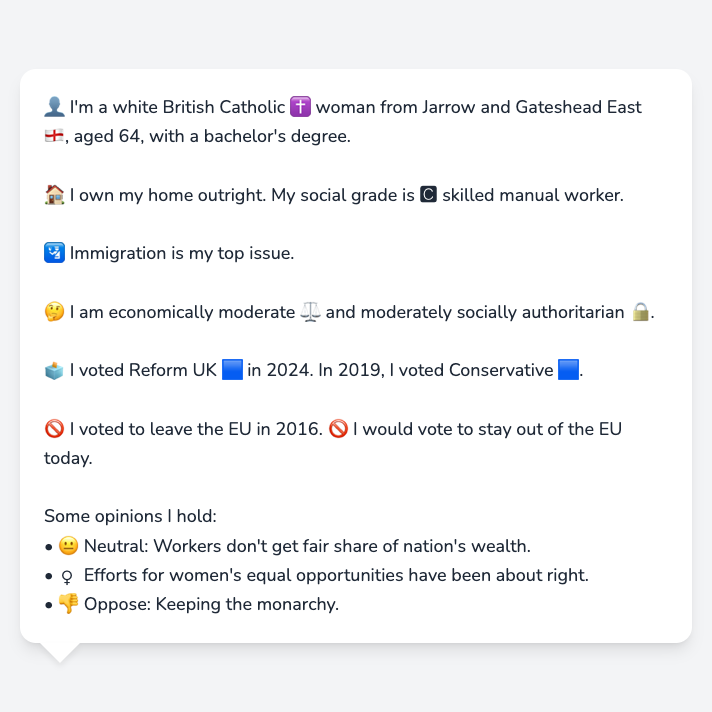 👤 I'm a white British Catholic ✝️ woman from Jarrow and Gateshead East
🏴󠁧󠁢󠁥󠁮󠁧󠁿, aged 64, with a bachelor's degree.
🏠 I own my home outright. My social grade is 🅲 skilled manual worker.
🛂 Immigration is my top issue.
🤔 I am economically moderate ⚖️ and moderately socially authoritarian 🔒.
🗳️ I voted Reform UK 🟦 in 2024. In 2019, I voted Conservative 🟦.
🚫 I voted to leave the EU in 2016. 🚫 I would vote to stay out of the EU
today.
Some opinions I hold:
• 😐 Neutral: Workers don't get fair share of nation's wealth.
• ♀ Efforts for women's equal opportunities have been about right.
• 👎 Oppose: Keeping the monarchy.